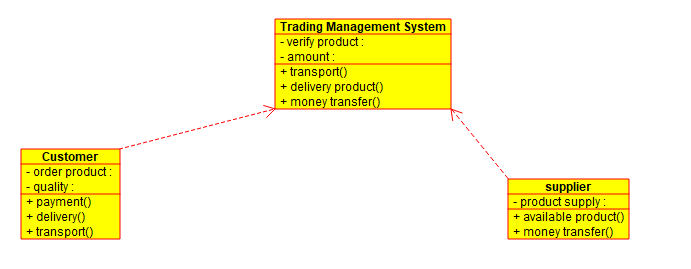 Trading Management System
- verify product :
- amount :
+ transport()
+ delivery product()
+ money transfer()
Customer
- order product :
- quality :
+ payment()
+ delivery()
+ transport()
supplier
- product supply :
+ available product()
+ money transfer()